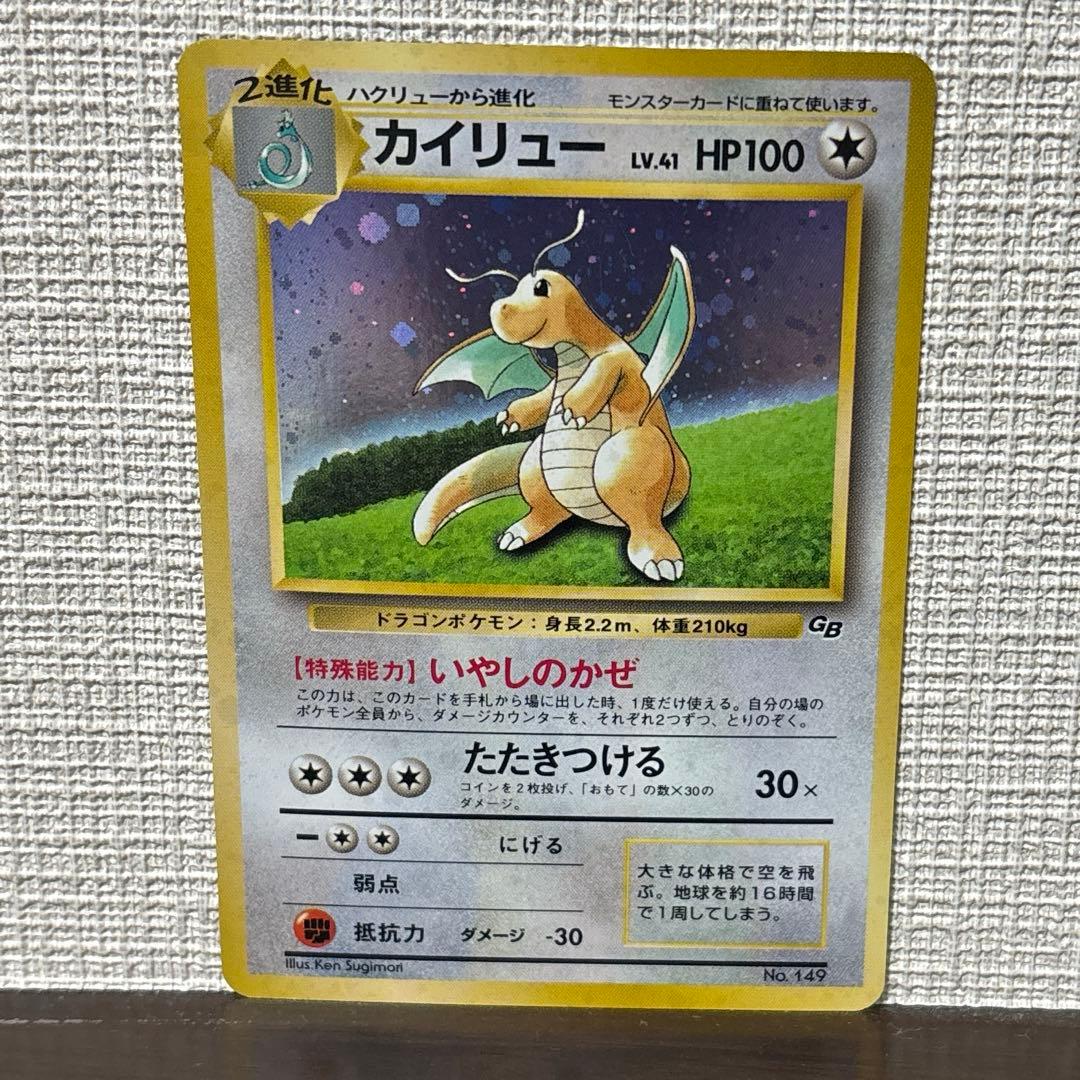 2進化
ハクリューから進化
モンスターカードに重ねて使います。
カイリュー LV.41 HP100
ドラゴンポケモン：身長2.2m、体重210kg
GB
【特殊能力】いやしのかぜ
この力は、このカードを手札から場に出した時、1度だけ使える。自分の場の
ポケモン全員から、ダメージカウンターを、それぞれ2つずつ、とりのぞく。
たたきつける
コインを2枚投げ、「おもて」の数×30の
ダメージ。
30×
にげる
弱点
抵抗力 ダメージ -30
大きな体格で空を飛
ぶ。地球を約16時間
で1周してしまう。
Illus. Ken Sugimori
No. 149